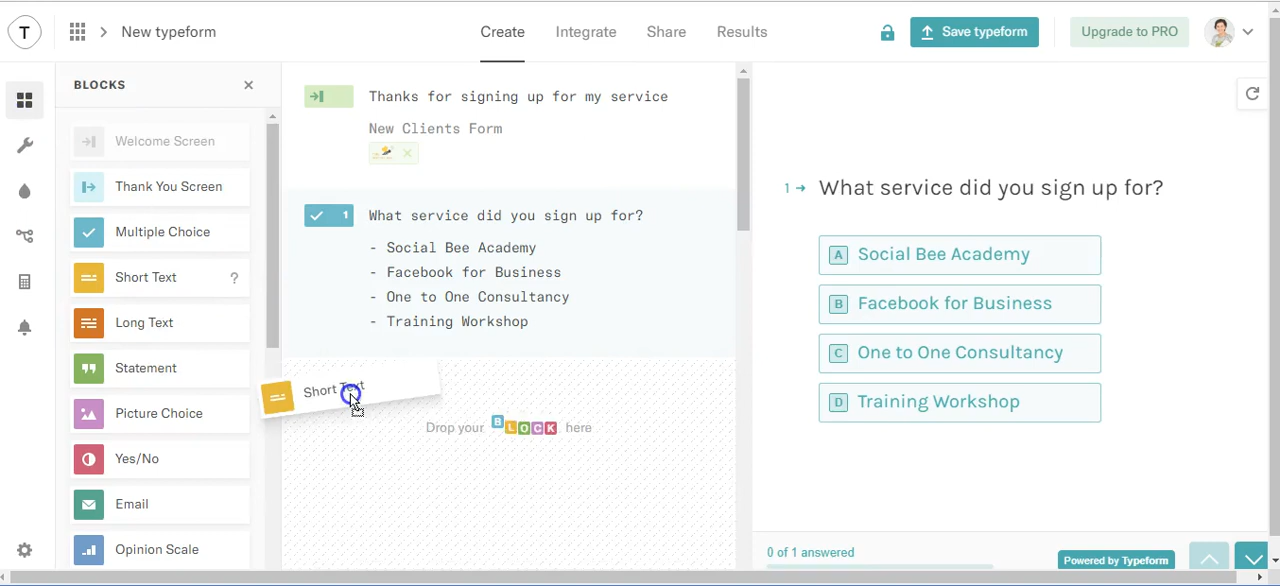 T
New typeform
Create
Integrate
Share
Results
Save typeform
Upgrade to PRO
BLOCKS
Welcome Screen
Thank You Screen
Multiple Choice
Short Text
?
Long Text
Statement
Picture Choice
Yes/No
Email
Opinion Scale
Thanks for signing up for my service
New Clients Form
1
What service did you sign up for?
- Social Bee Academy
- Facebook for Business
- One to One Consultancy
- Training Workshop
Short Text
Drop your BLOCK here
1 → What service did you sign up for?
A Social Bee Academy
B Facebook for Business
C One to One Consultancy
D Training Workshop
0 of 1 answered
Powered by Typeform